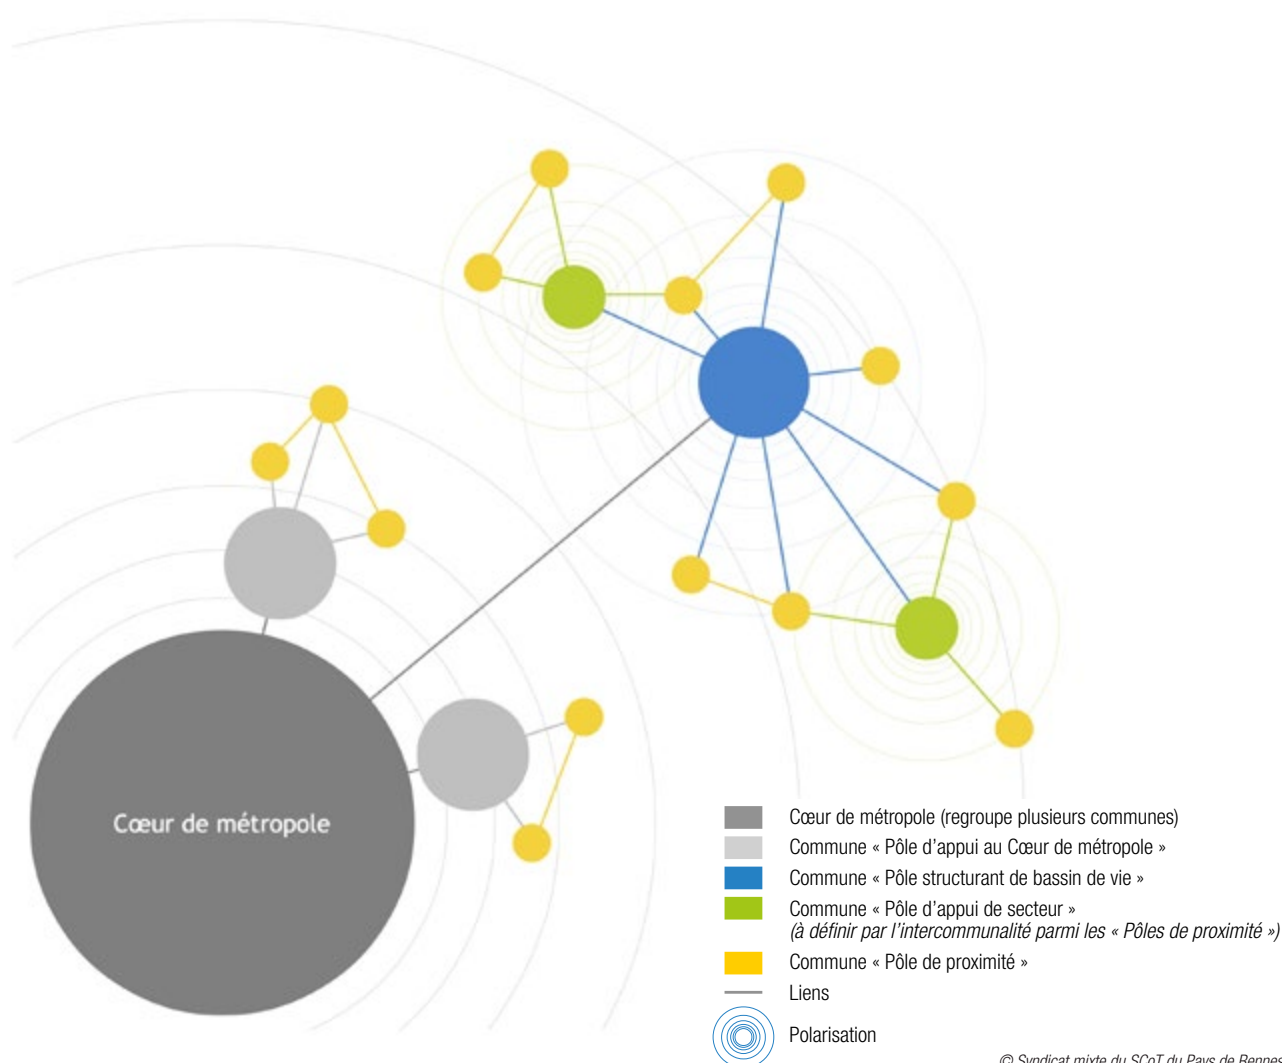 Cœur de métropole
Cœur de métropole (regroupe plusieurs communes)
Commune « Pôle d'appui au Cœur de métropole »
Commune « Pôle structurant de bassin de vie »
Commune « Pôle d'appui de secteur »
(à définir par l'intercommunalité parmi les « Pôles de proximité »)
Commune « Pôle de proximité »
Liens
Polarisation
© Syndicat mixte du SCoT du Pays de Rennes